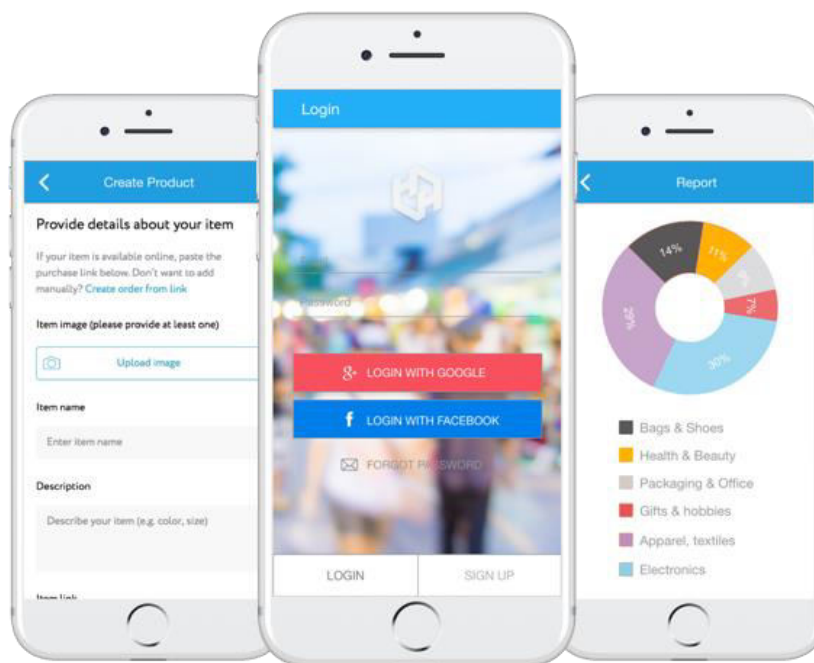 Create Product
Provide details about your item
If your item is available online, paste the
purchase link below. Don't want to add
manually? Create order from link
Item image (please provide at least one)
Upload image
Item name
Enter item name
Description
Describe your item (e.g. color, size)
Item link
Login
Password
g+ LOGIN WITH GOOGLE
f LOGIN WITH FACEBOOK
FORGOT PASSWORD
LOGIN
SIGN UP
Report
14%
11%
7%
30%
29%
Bags & Shoes
Health & Beauty
Packaging & Office
Gifts & hobbies
Apparel, textiles
Electronics